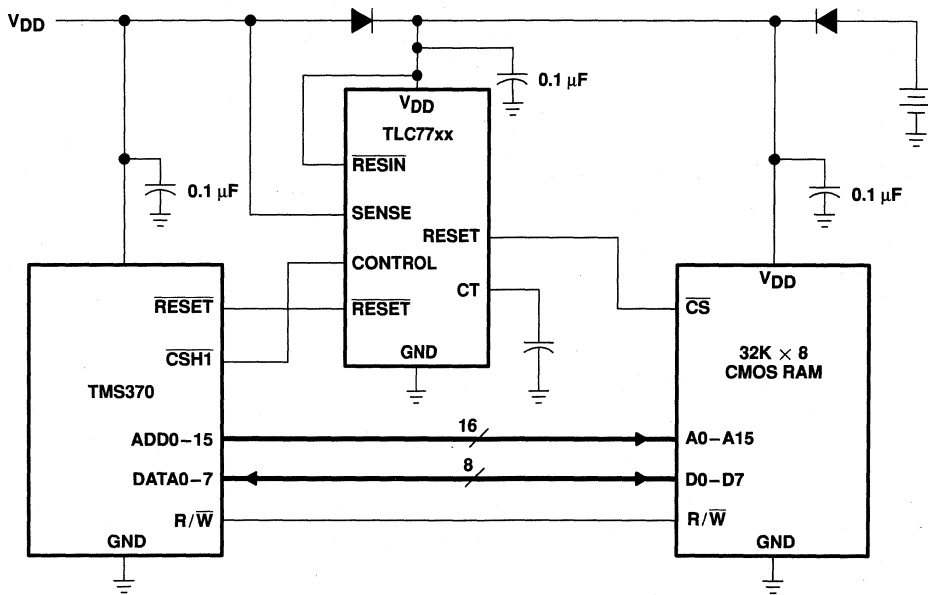 VDD
0.1 μF
VDD
TLC77xx
RESIN
0.1 μF
0.1 μF
SENSE
RESET
CONTROL
VDD
CT
RESET
RESET
CS
CSH1
GND
32K × 8
CMOS RAM
TMS370
16
ADD0–15
A0–A15
8
DATA0–7
D0–D7
R/W
R/W
GND
GND